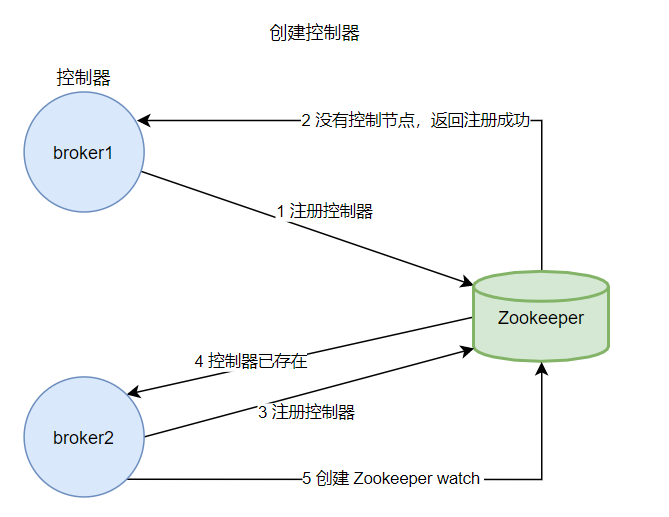 创建控制器
控制器
broker1
2 没有控制节点，返回注册成功
1 注册控制器
Zookeeper
4 控制器已存在
3 注册控制器
broker2
5 创建 Zookeeper watch